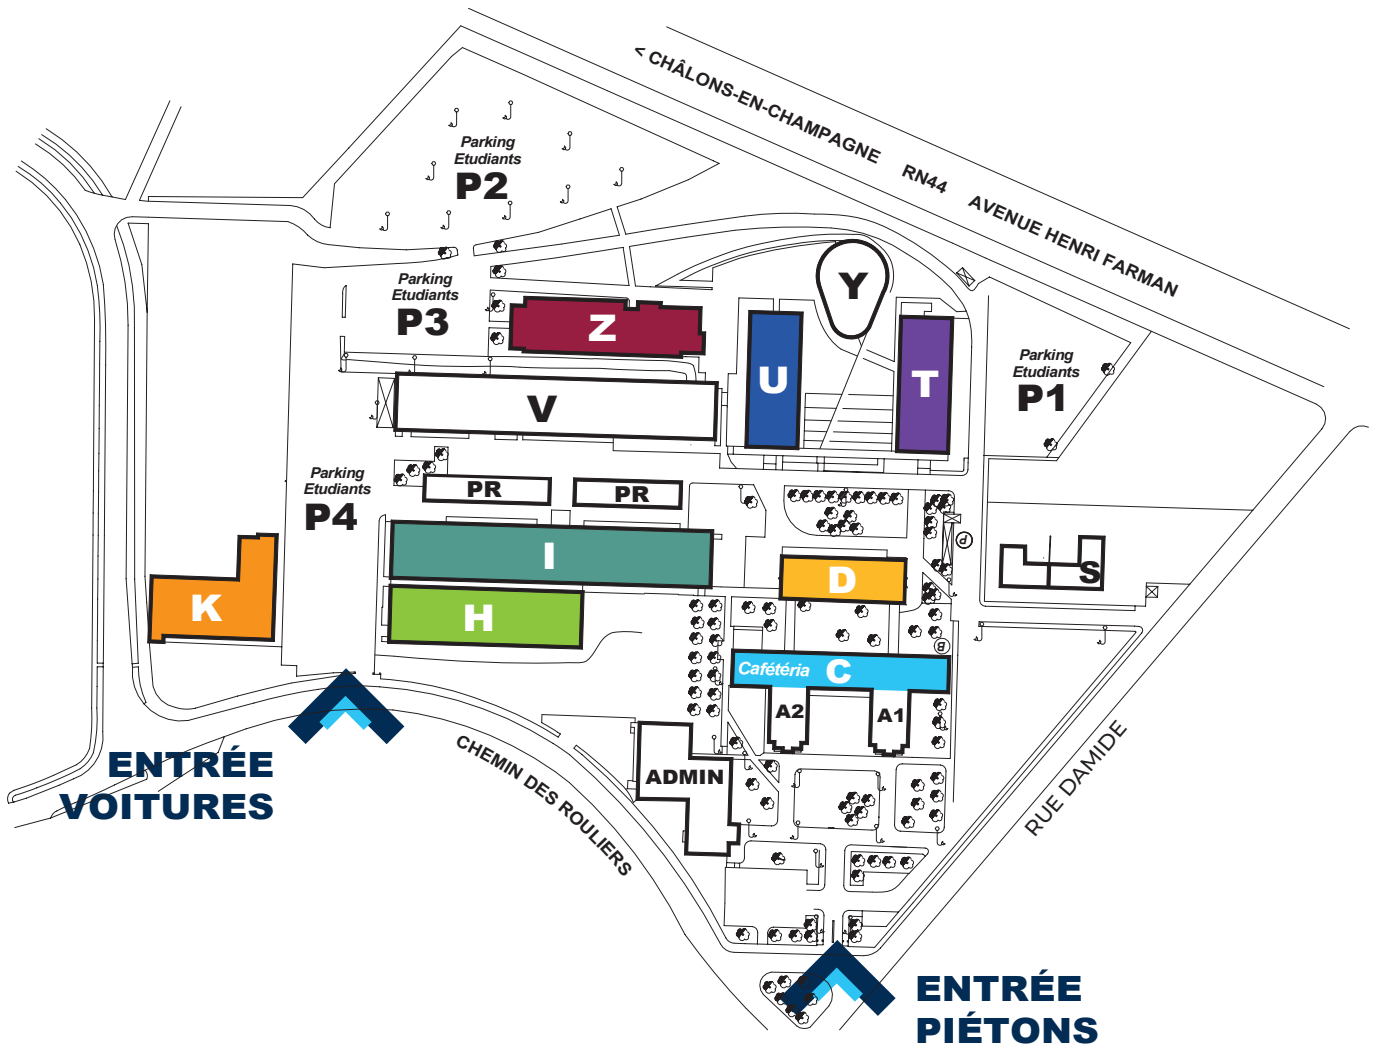 < CHÂLONS-EN-CHAMPAGNE RN44 AVENUE HENRI FARMAN
Parking
Etudiants
P2
Parking
Etudiants
P3
Y
Z
U
T
Parking
Etudiants
P1
V
Parking
Etudiants
P4
PR
PR
I
P
S
D
K
H
B
Cafétéria C
A2
A1
ADMIN
ENTRÉE
VOITURES
CHEMIN DES ROULIERS
RUE DAMIDE
ENTRÉE
PIÉTONS